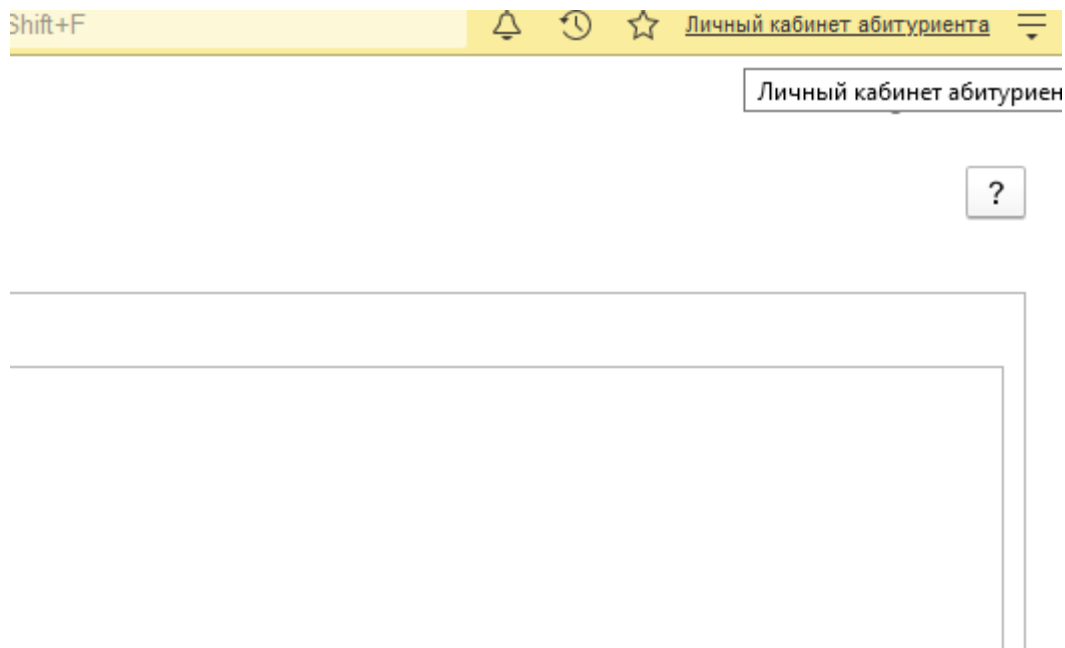 Shift+F Личный кабинет абитуриента
Личный кабинет абитуриен
?